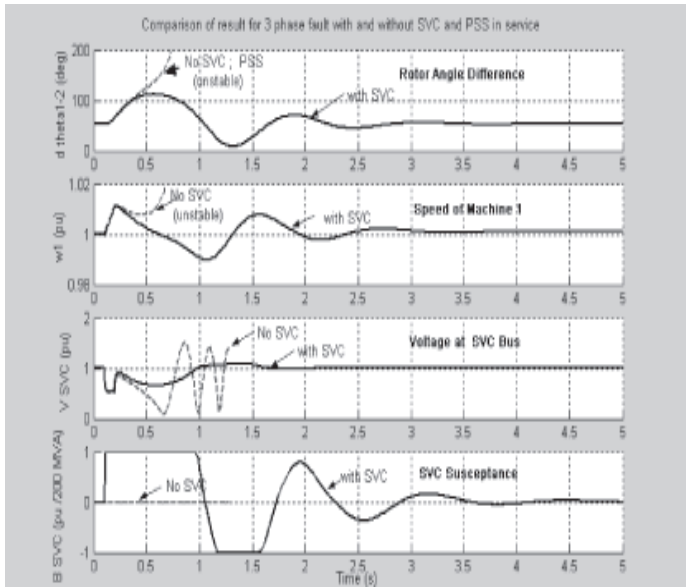 Comparison of result for 3 phase fault with and without SVC and PSS in service
d theta1-2 (deg)
200
100
0
No SVC ; PSS
(unstable)
Rotor Angle Difference
with SVC
0 0.5 1 1.5 2 2.5 3 3.5 4 4.5 5
w1 (pu)
1.02
1
0.98
No SVC
(unstable)
Speed of Machine 1
with SVC
0 0.5 1 1.5 2 2.5 3 3.5 4 4.5 5
V SVC (pu)
2
1
0
No SVC
with SVC
Voltage at SVC Bus
0 0.5 1 1.5 2 2.5 3 3.5 4 4.5 5
B SVC (pu /200 MVA)
1
0
-1
No SVC
with SVC
SVC Susceptance
0 0.5 1 1.5 2 2.5 3 3.5 4 4.5 5
Time (s)